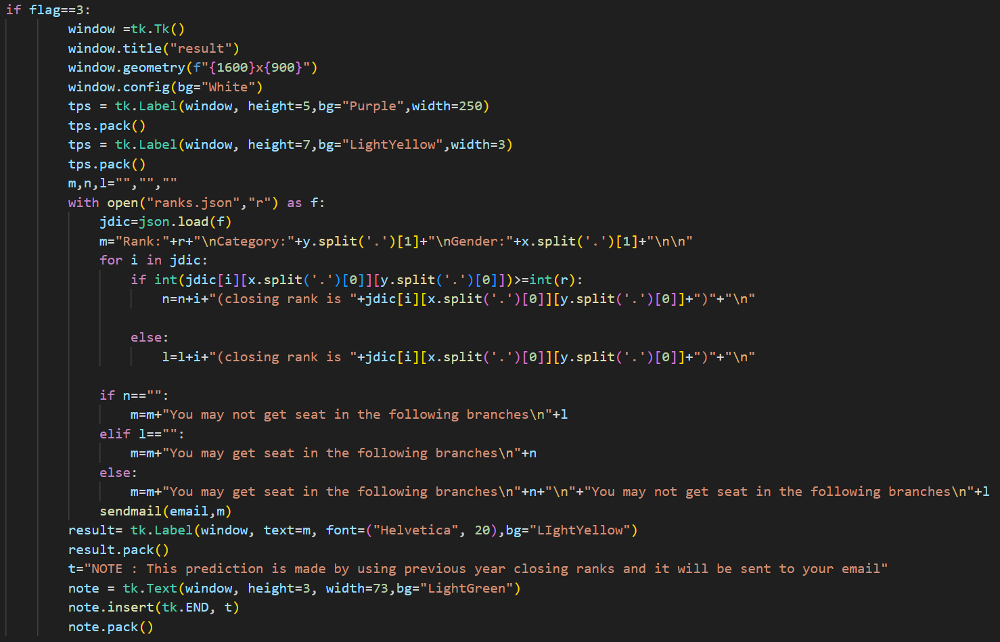 if flag==3:
        window =tk.Tk()
        window.title("result")
        window.geometry(f"{1600}x{900}")
        window.config(bg="White")
        tps = tk.Label(window, height=5,bg="Purple",width=250)
        tps.pack()
        tps = tk.Label(window, height=7,bg="LightYellow",width=3)
        tps.pack()
        m,n,l="","",""
        with open("ranks.json","r") as f:
            jdic=json.load(f)
            m="Rank:"+r+"\nCategory:"+y.split('.')[1]+"\nGender:"+x.split('.')[1]+"\n\n"
            for i in jdic:
                if int(jdic[i][x.split('.')[0]][y.split('.')[0]])>=int(r):
                    n=n+i+"(closing rank is "+jdic[i][x.split('.')[0]][y.split('.')[0]]+")"+"\n"

                else:
                    l=l+i+"(closing rank is "+jdic[i][x.split('.')[0]][y.split('.')[0]]+")"+"\n"

            if n=="":
                m=m+"You may not get seat in the following branches\n"+l
            elif l=="":
                m=m+"You may get seat in the following branches\n"+n
            else:
                m=m+"You may get seat in the following branches\n"+n+"\n"+"You may not get seat in the following branches\n"+l
            sendmail(email,m)
        result= tk.Label(window, text=m, font=("Helvetica", 20),bg="LIghtYellow")
        result.pack()
        t="NOTE : This prediction is made by using previous year closing ranks and it will be sent to your email"
        note = tk.Text(window, height=3, width=73,bg="LightGreen")
        note.insert(tk.END, t)
        note.pack()